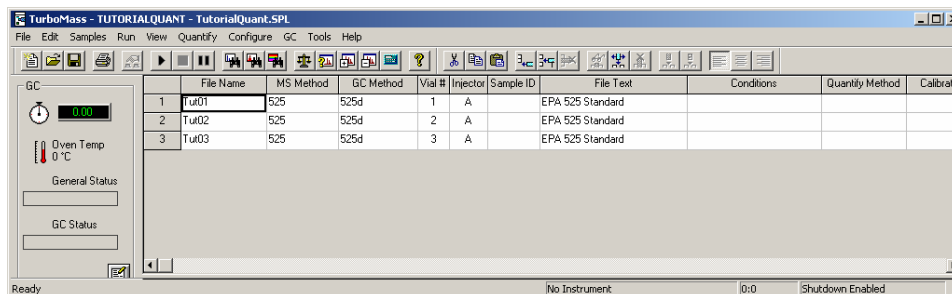 TurboMass - TUTORIALQUANT - TutorialQuant.SPL
File Edit Samples Run View Quantify Configure GC Tools Help
GC
0.00
Oven Temp
0 °C
General Status
GC Status
File Name MS Method GC Method Vial # Injector Sample ID File Text Conditions Quantify Method Calibrat
1 Tut01 525 525d 1 A EPA 525 Standard
2 Tut02 525 525d 2 A EPA 525 Standard
3 Tut03 525 525d 3 A EPA 525 Standard
Ready No Instrument 0:0 Shutdown Enabled